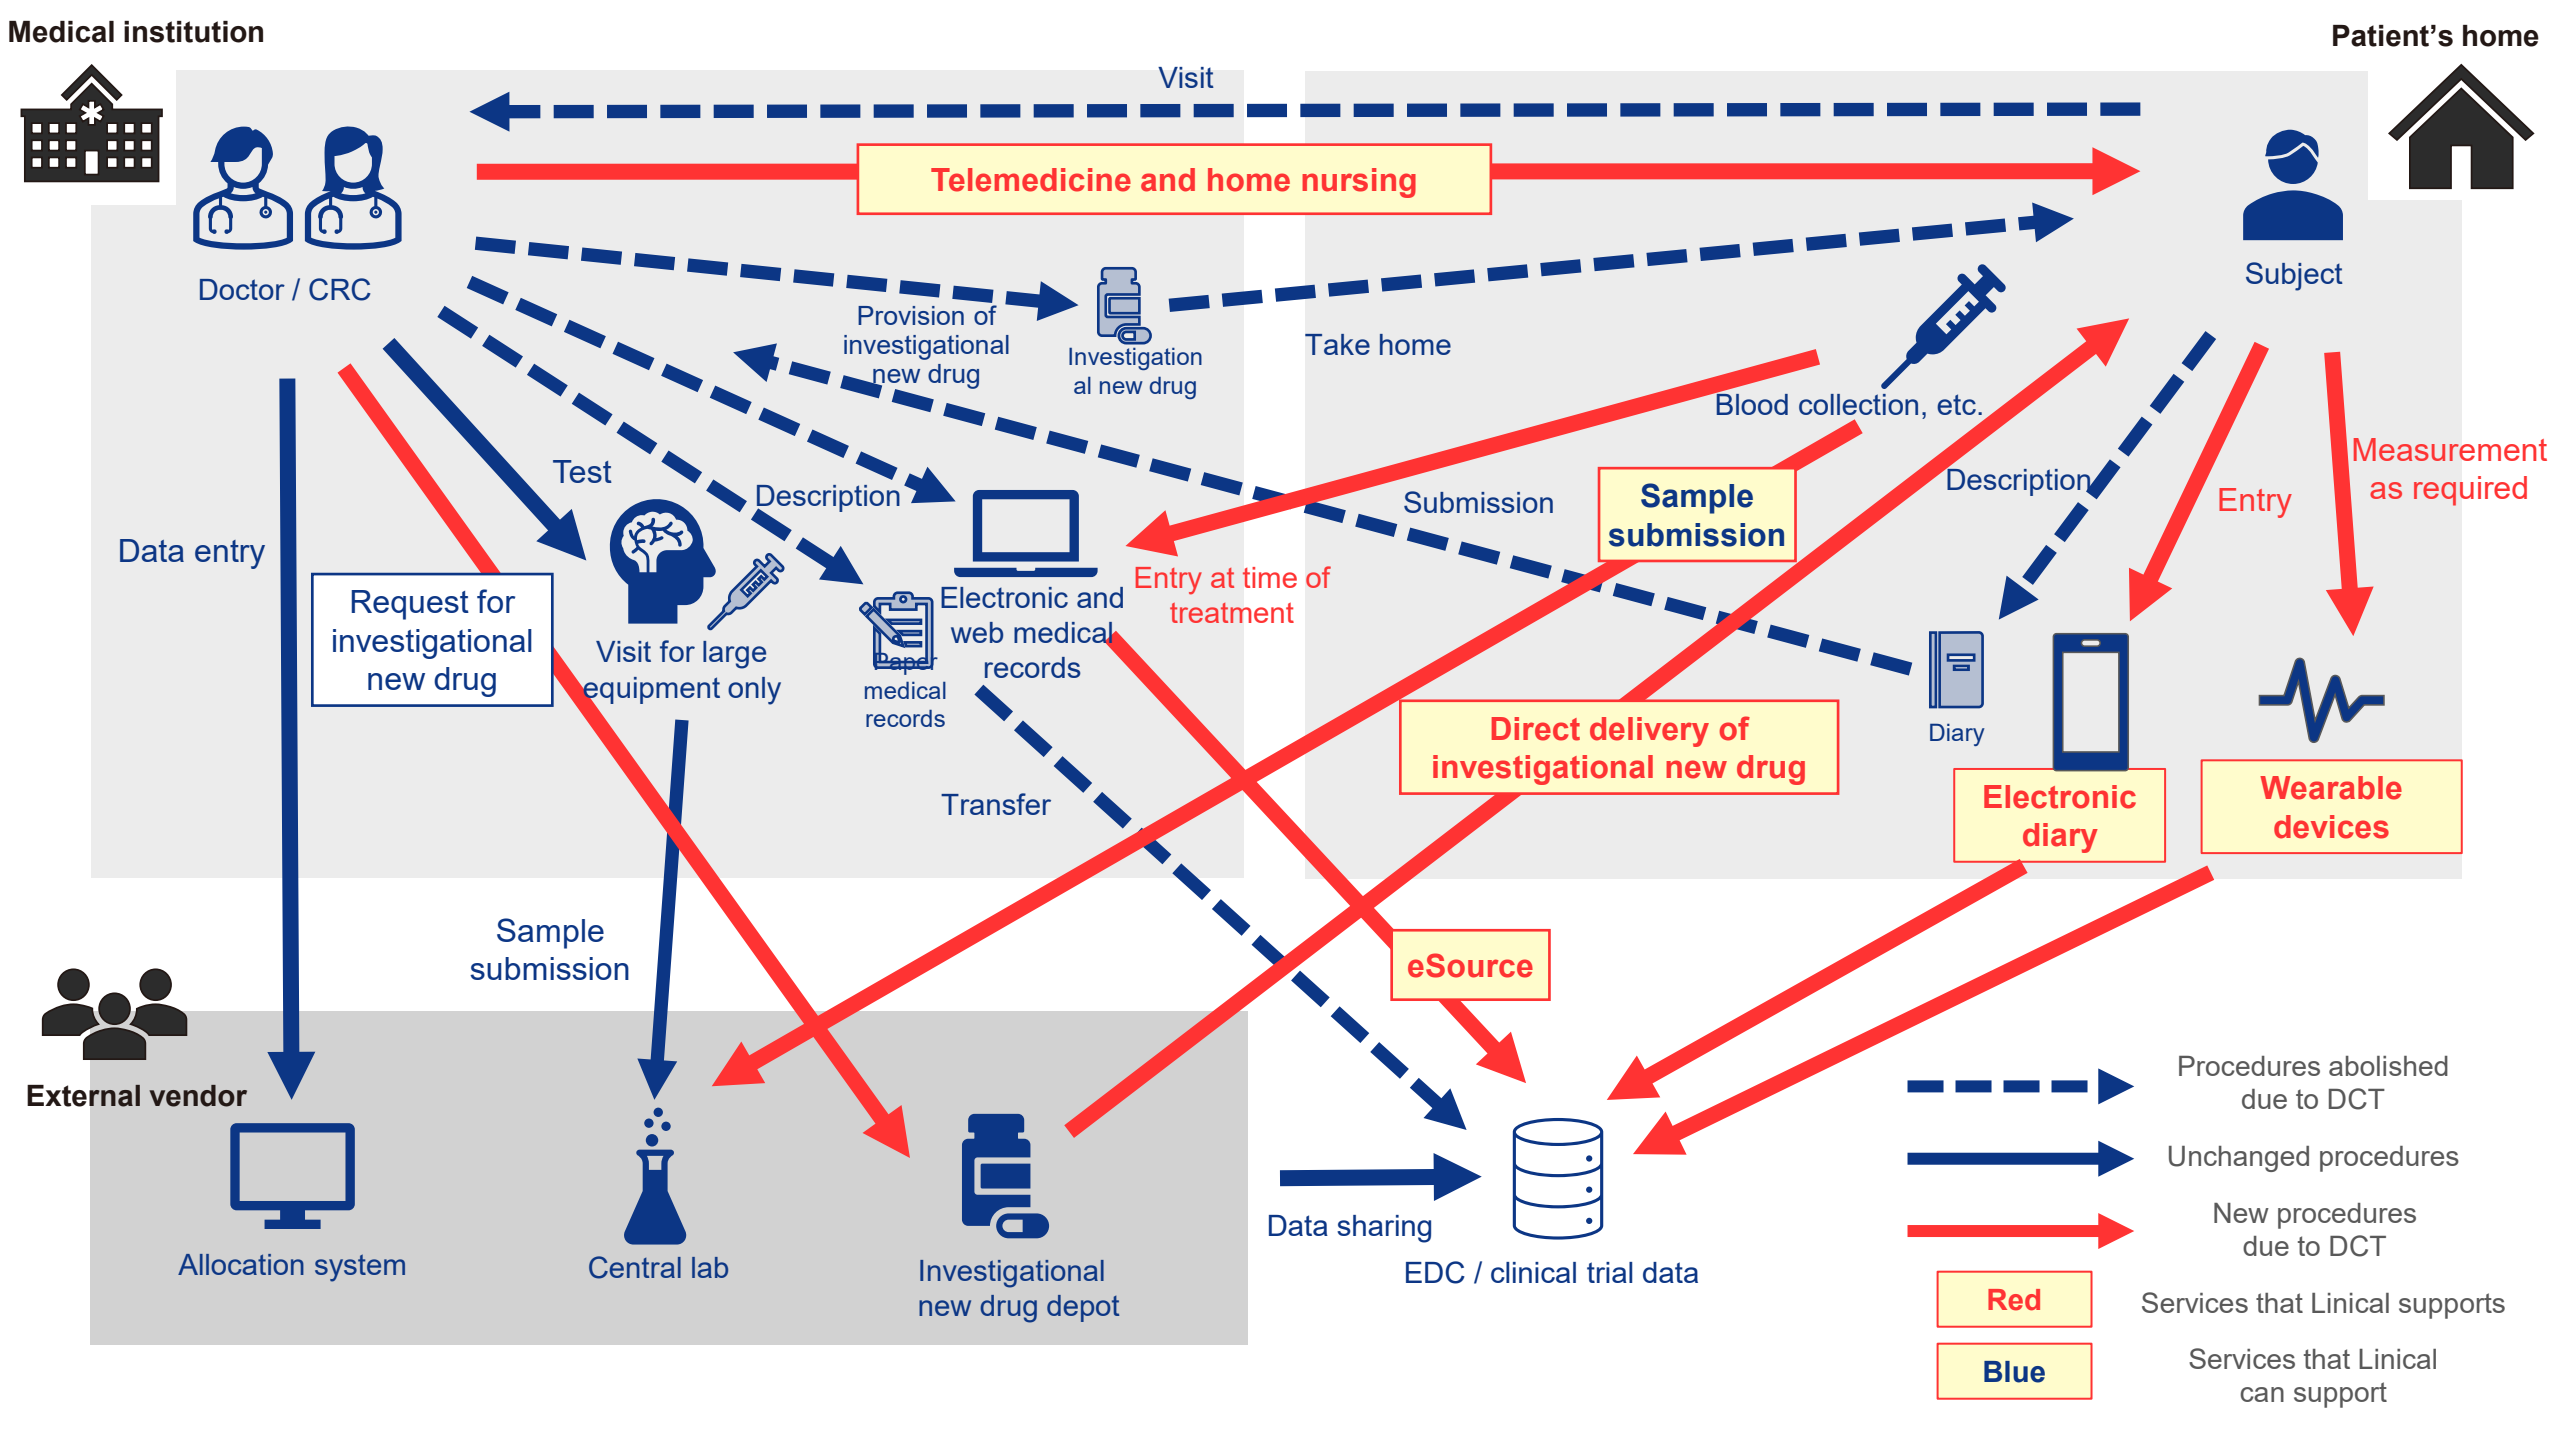 Medical institution
Patient’s home
Visit
Telemedicine and home nursing
Doctor / CRC
Subject
Provision of
investigational
new drug
Investigation
al new drug
Take home
Blood collection, etc.
Test
Description
Submission
Sample
submission
Description
Entry
Measurement
as required
Data entry
Request for
investigational
new drug
Visit for large
equipment only
Paper
medical
records
Electronic and
web medical
records
Entry at time of
treatment
Direct delivery of
investigational new drug
Diary
Electronic
diary
Wearable
devices
Transfer
Sample
submission
eSource
External vendor
Allocation system
Central lab
Investigational
new drug depot
Data sharing
EDC / clinical trial data
Procedures abolished
due to DCT
Unchanged procedures
New procedures
due to DCT
Red
Services that Linical supports
Blue
Services that Linical
can support